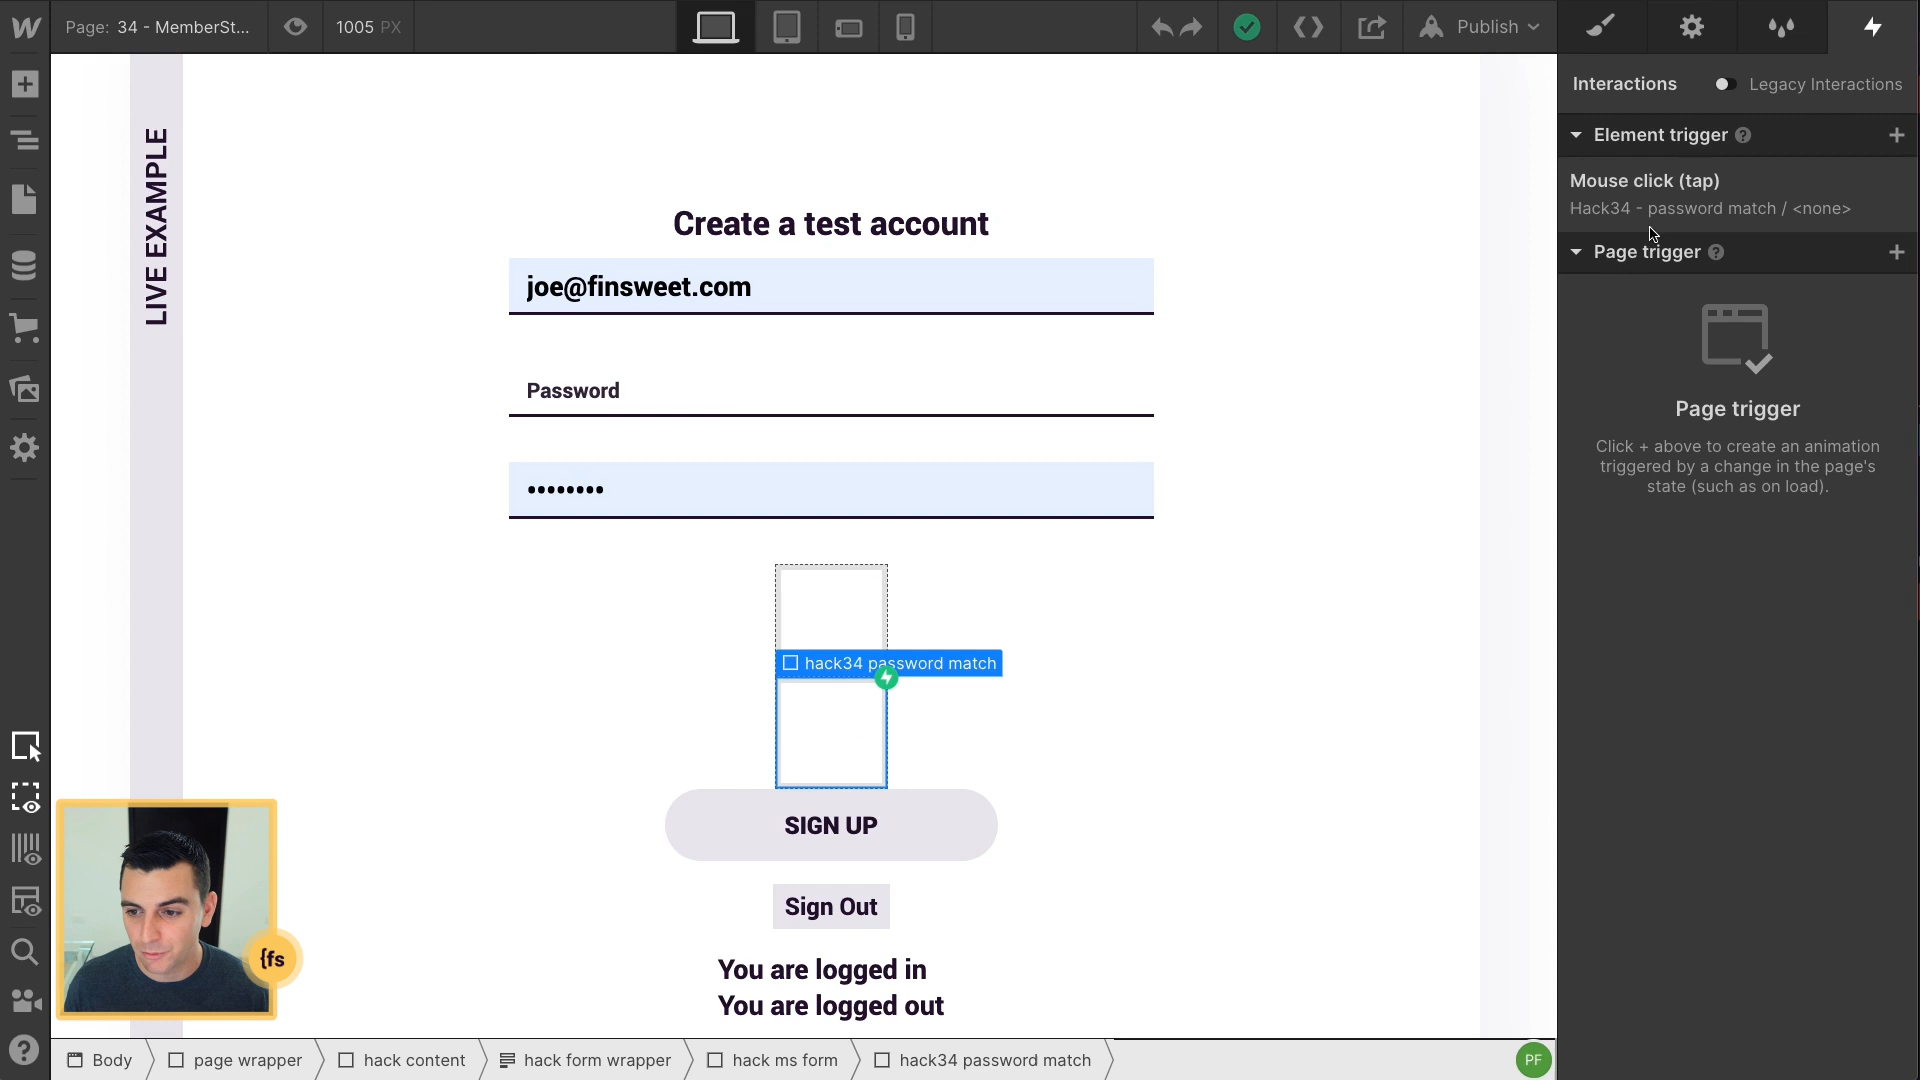 Page: 34 - MemberSt...
1005 PX
Publish
Interactions
Legacy Interactions
Element trigger ?
Mouse click (tap)
Hack34 - password match / <none>
Page trigger ?
Page trigger
Click + above to create an animation
triggered by a change in the page's
state (such as on load).
LIVE EXAMPLE
Create a test account
joe@finsweet.com
Password
••••••••
hack34 password match
SIGN UP
Sign Out
You are logged in
You are logged out
{fs
Body
page wrapper
hack content
hack form wrapper
hack ms form
hack34 password match
PF